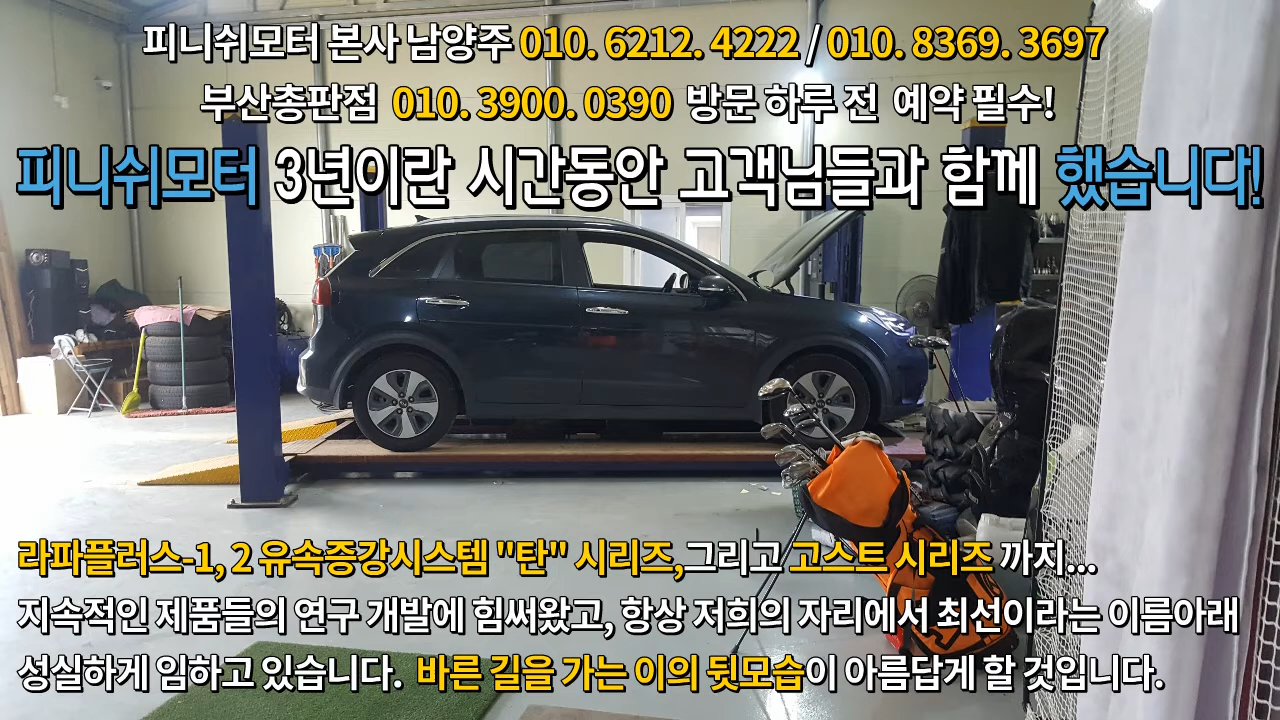 피니쉬모터 본사 남양주 010. 6212. 4222 / 010. 8369. 3697
부산총판점 010. 3900. 0390 방문 하루 전 예약 필수!
피니쉬모터 3년이란 시간동안 고객님들과 함께 했습니다!
라파플러스-1, 2 유속증강시스템 "탄" 시리즈,그리고 고스트 시리즈 까지...
지속적인 제품들의 연구 개발에 힘써왔고, 항상 저희의 자리에서 최선이라는 이름아래
성실하게 임하고 있습니다. 바른 길을 가는 이의 뒷모습이 아름답게 할 것입니다.